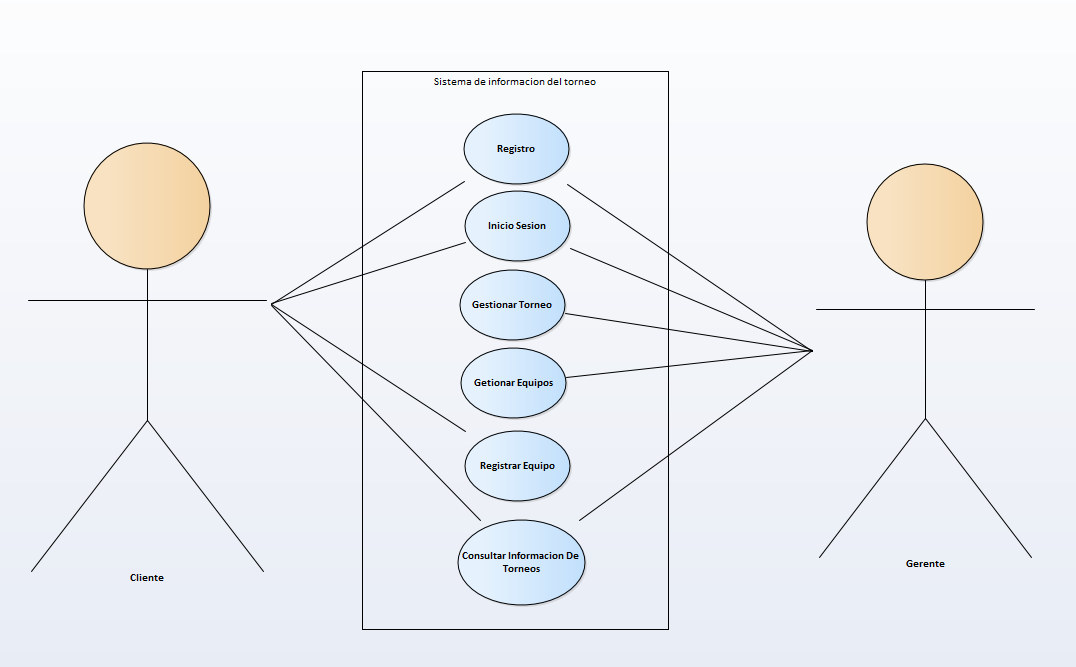 Sistema de informacion del torneo
Registro
Inicio Sesion
Gestionar Torneo
Getionar Equipos
Registrar Equipo
Consultar Informacion De
Torneos
Cliente
Gerente